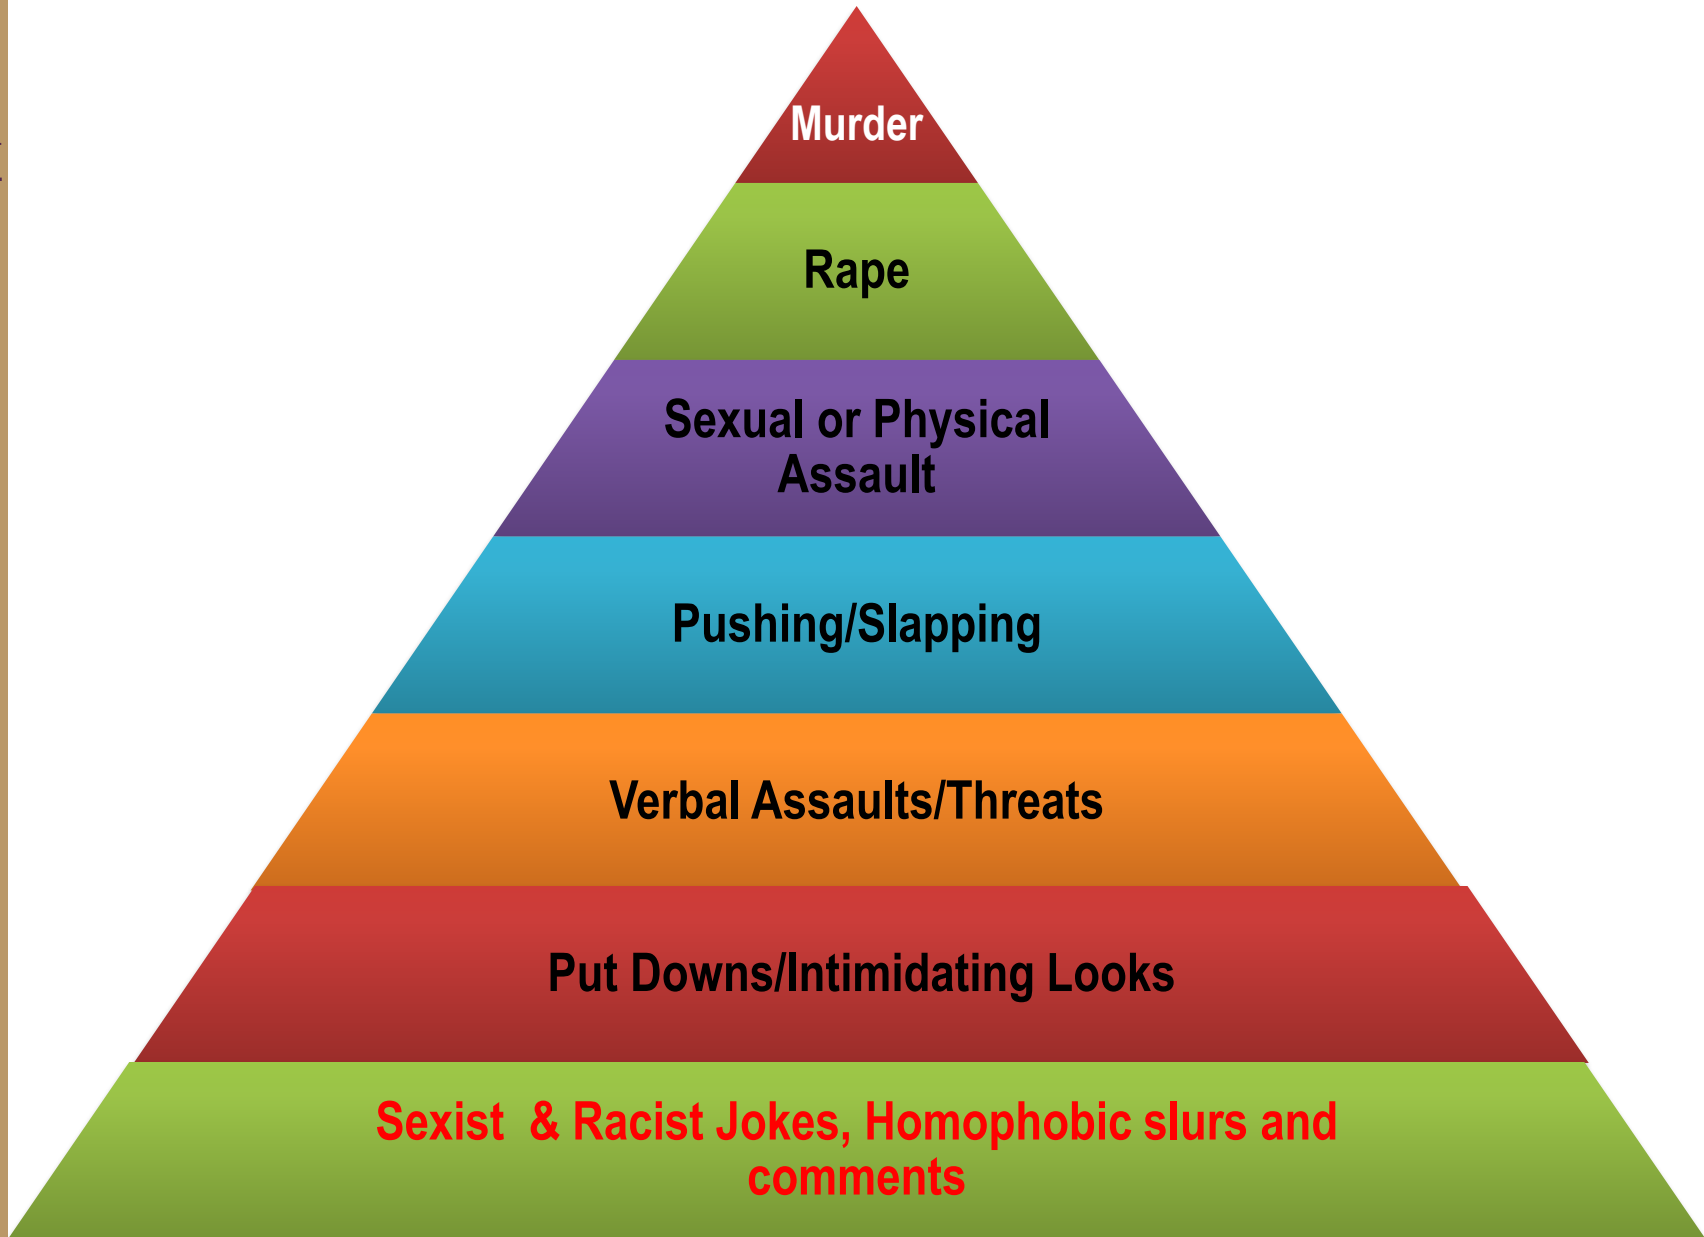 Murder
Rape
Sexual or Physical
Assault
Pushing/Slapping
Verbal Assaults/Threats
Put Downs/Intimidating Looks
Sexist & Racist Jokes, Homophobic slurs and
comments